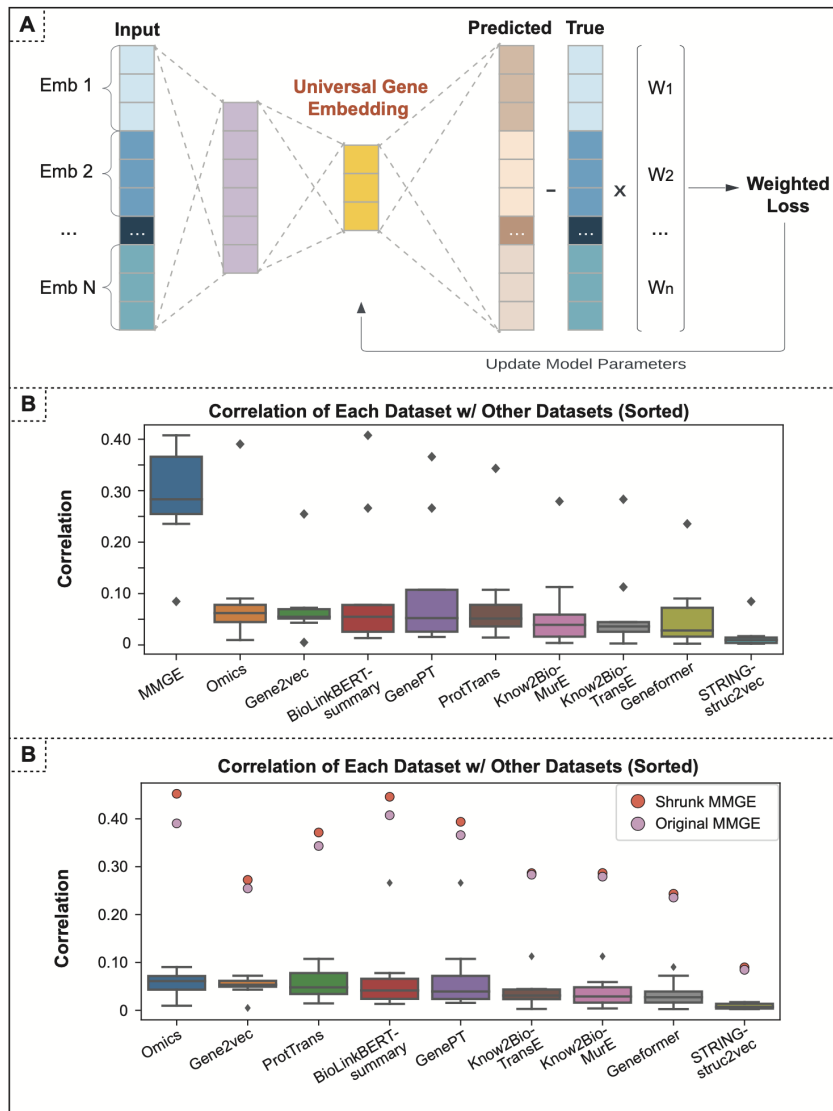 A
Input
Predicted
True
Emb 1
Emb 2
...
Emb N
...
Universal Gene
Embedding
...
...
–
x
W1
W2
...
Wn
Weighted
Loss
Update Model Parameters
B
Correlation of Each Dataset w/ Other Datasets (Sorted)
Correlation
0.40
0.30
0.20
0.10
0
MMGE
Omics
Gene2vec
BioLinkBERT-
summary
GenePT
ProtTrans
Know2Bio-
MurE
Know2Bio-
TransE
Geneformer
STRING-
struc2vec
B
Correlation of Each Dataset w/ Other Datasets (Sorted)
Shrunk MMGE
Original MMGE
Correlation
0.40
0.30
0.20
0.10
0
Omics
Gene2vec
ProtTrans
BioLinkBERT-
summary
GenePT
Know2Bio-
TransE
Know2Bio-
MurE
Geneformer
STRING-
struc2vec